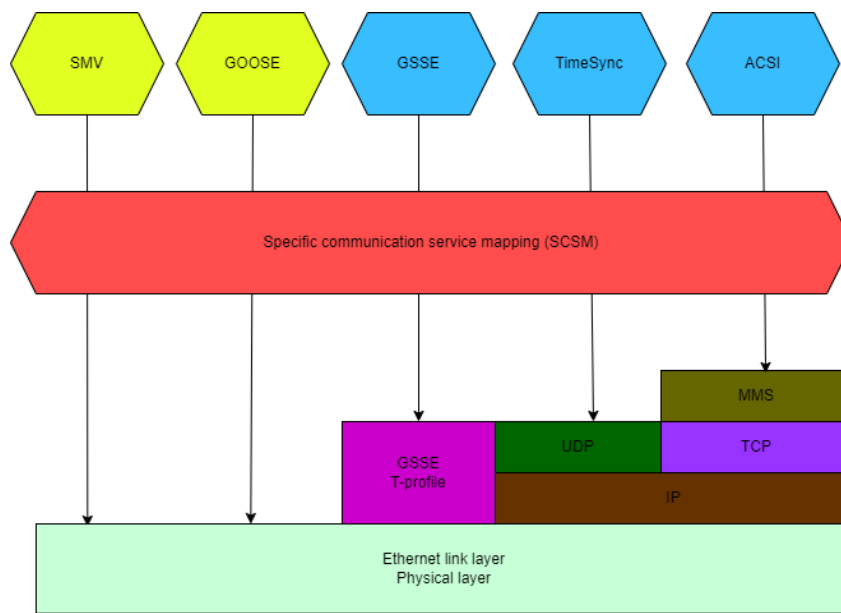 SMV
GOOSE
GSSE
TimeSync
ACSI
Specific communication service mapping (SCSM)
MMS
GSSE
T-profile
UDP
TCP
IP
Ethernet link layer
Physical layer